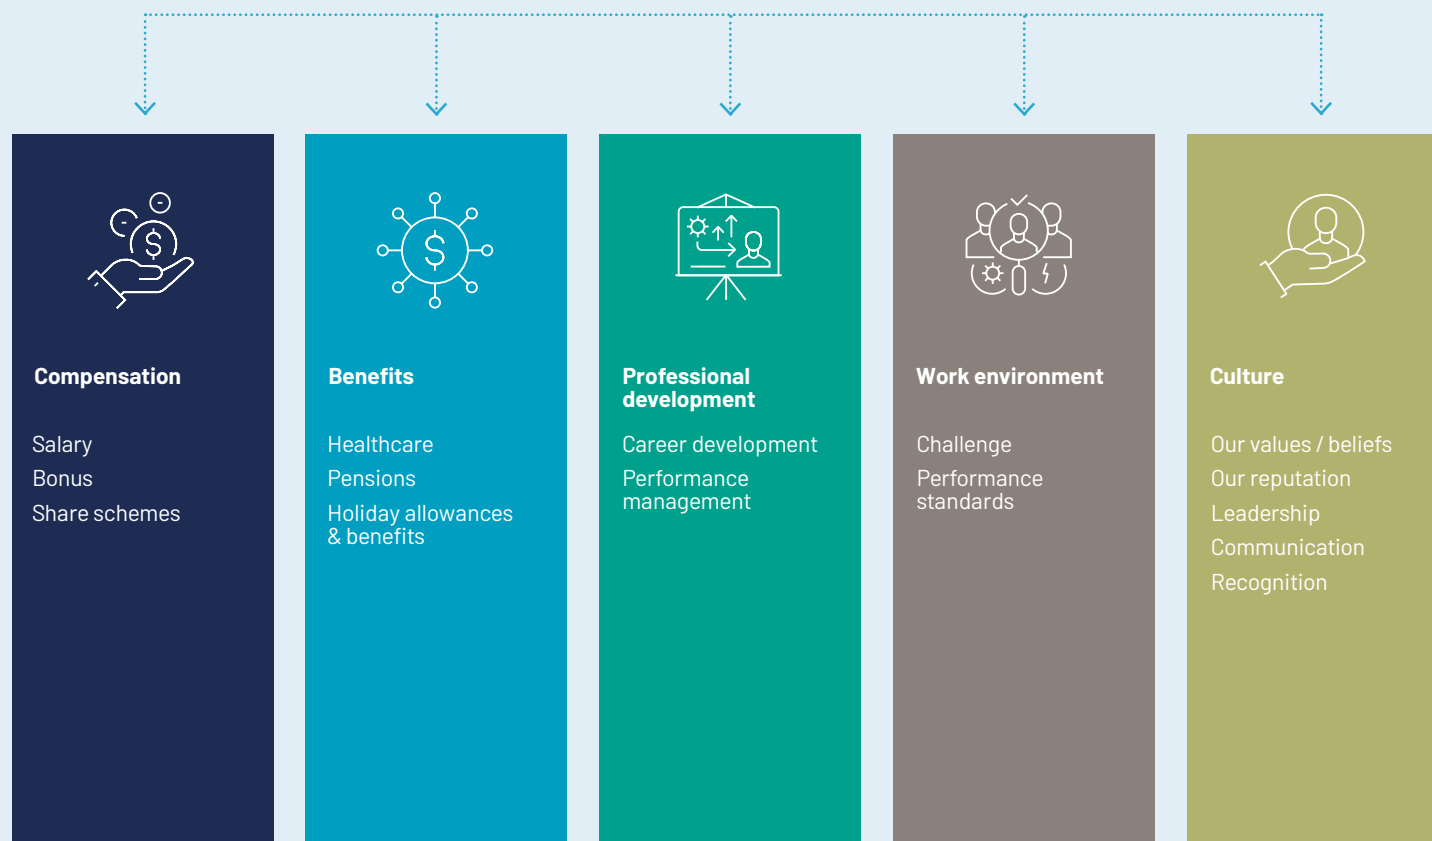 Compensation
Salary
Bonus
Share schemes
Benefits
Healthcare
Pensions
Holiday allowances
& benefits
Professional
development
Career development
Performance
management
Work environment
Challenge
Performance
standards
Culture
Our values / beliefs
Our reputation
Leadership
Communication
Recognition